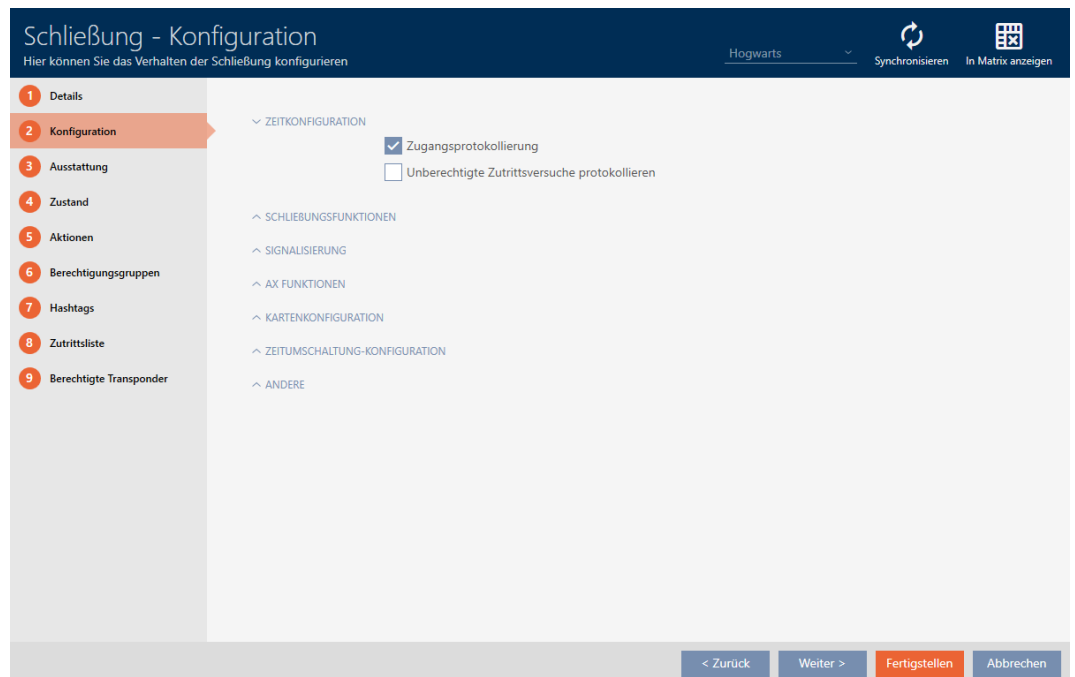 Schließung - Konfiguration
Hier können Sie das Verhalten der Schließung konfigurieren
Hogwarts
Synchronisieren
In Matrix anzeigen
1 Details
2 Konfiguration
3 Ausstattung
4 Zustand
5 Aktionen
6 Berechtigungsgruppen
7 Hashtags
8 Zutrittsliste
9 Berechtigte Transponder
ZEITKONFIGURATION
Zugangsprotokollierung
Unberechtigte Zutrittsversuche protokollieren
SCHLIEßUNGSFUNKTIONEN
SIGNALISIERUNG
AX FUNKTIONEN
KARTENKONFIGURATION
ZEITUMSCHALTUNG-KONFIGURATION
ANDERE
< Zurück
Weiter >
Fertigstellen
Abbrechen